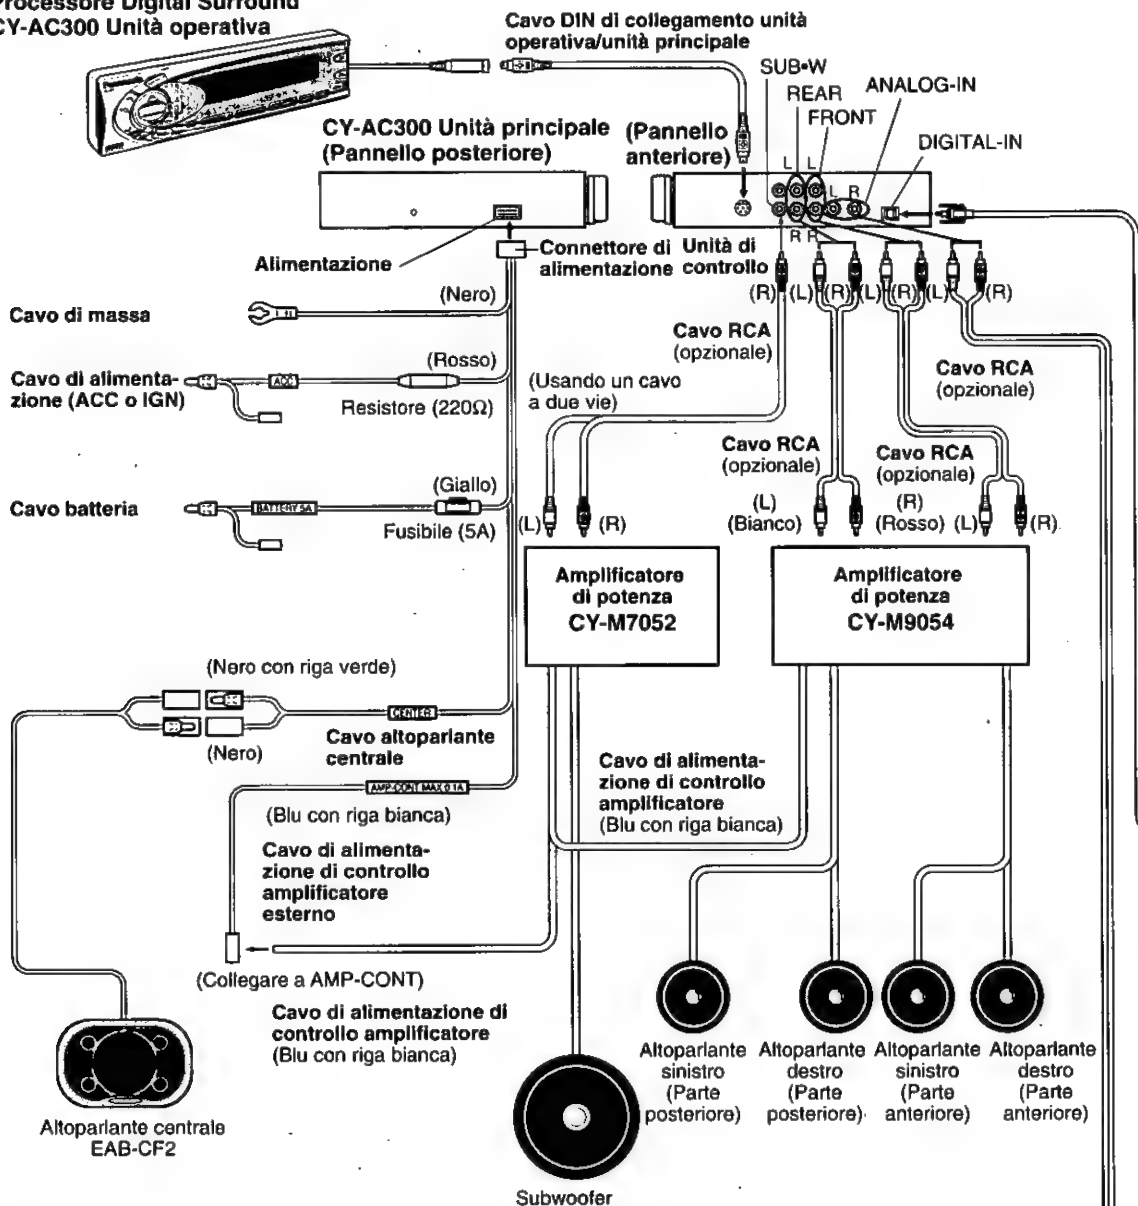 Processore Digital Surround
CY-AC300 Unità operativa
Cavo DIN di collegamento unità
operativa/unità principale
SUB•W
REAR
FRONT
ANALOG-IN
DIGITAL-IN
CY-AC300 Unità principale
(Pannello posteriore)
(Pannello
anteriore)
L L
L R
R R
Alimentazione
Connettore di
alimentazione
Unità di
controllo
(R) (L) (R) (L) (R) (L) (R)
Cavo di massa
(Nero)
Cavo RCA
(opzionale)
Cavo RCA
(opzionale)
Cavo di alimenta-
zione (ACC o IGN)
ACC
(Rosso)
Resistore (220Ω)
(Usando un cavo
a due vie)
Cavo RCA
(opzionale)
Cavo RCA
(opzionale)
Cavo batteria
BATTERY 5A
(Giallo)
Fusibile (5A)
(L) (R)
(L)
(Bianco)
(R)
(Rosso)
(L) (R)
Amplificatore
di potenza
CY-M7052
Amplificatore
di potenza
CY-M9054
(Nero con riga verde)
(Nero)
CENTER
Cavo altoparlante
centrale
AMP-CONT MAX 0.1A
(Blu con riga bianca)
Cavo di alimenta-
zione di controllo
amplificatore
esterno
Cavo di alimenta-
zione di controllo
amplificatore
(Blu con riga bianca)
(Collegare a AMP-CONT)
Cavo di alimentazione di
controllo amplificatore
(Blu con riga bianca)
Altoparlante centrale
EAB-CF2
Subwoofer
Altoparlante
sinistro
(Parte
posteriore)
Altoparlante
destro
(Parte
posteriore)
Altoparlante
sinistro
(Parte
anteriore)
Altoparlante
destro
(Parte
anteriore)